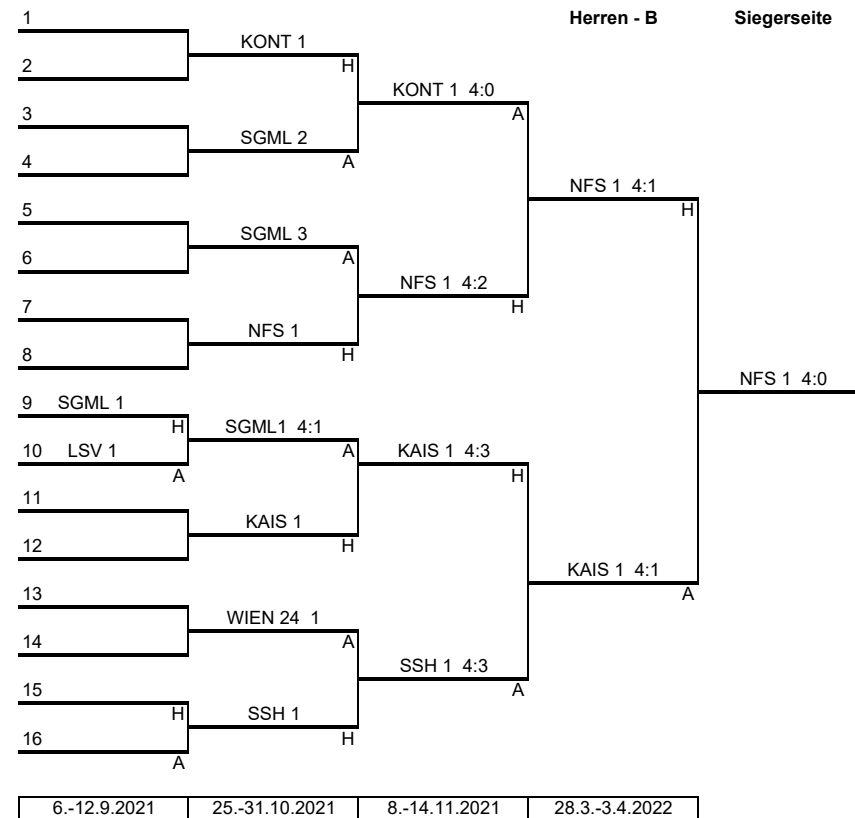 1 Herren - B Siegerseite
KONT 1
2 H
KONT 1 4:0
3 A
SGML 2
4 A
NFS 1 4:1
5 H
SGML 3
6 A
NFS 1 4:2
7 H
NFS 1
8 H
NFS 1 4:0
9 SGML 1
H SGML1 4:1
10 LSV 1 A KAIS 1 4:3
A H
11
KAIS 1
12 H
KAIS 1 4:1
13 A
WIEN 24 1
14 A
SSH 1 4:3
15 A
H SSH 1
16 H
A
6.-12.9.2021 25.-31.10.2021 8.-14.11.2021 28.3.-3.4.2022